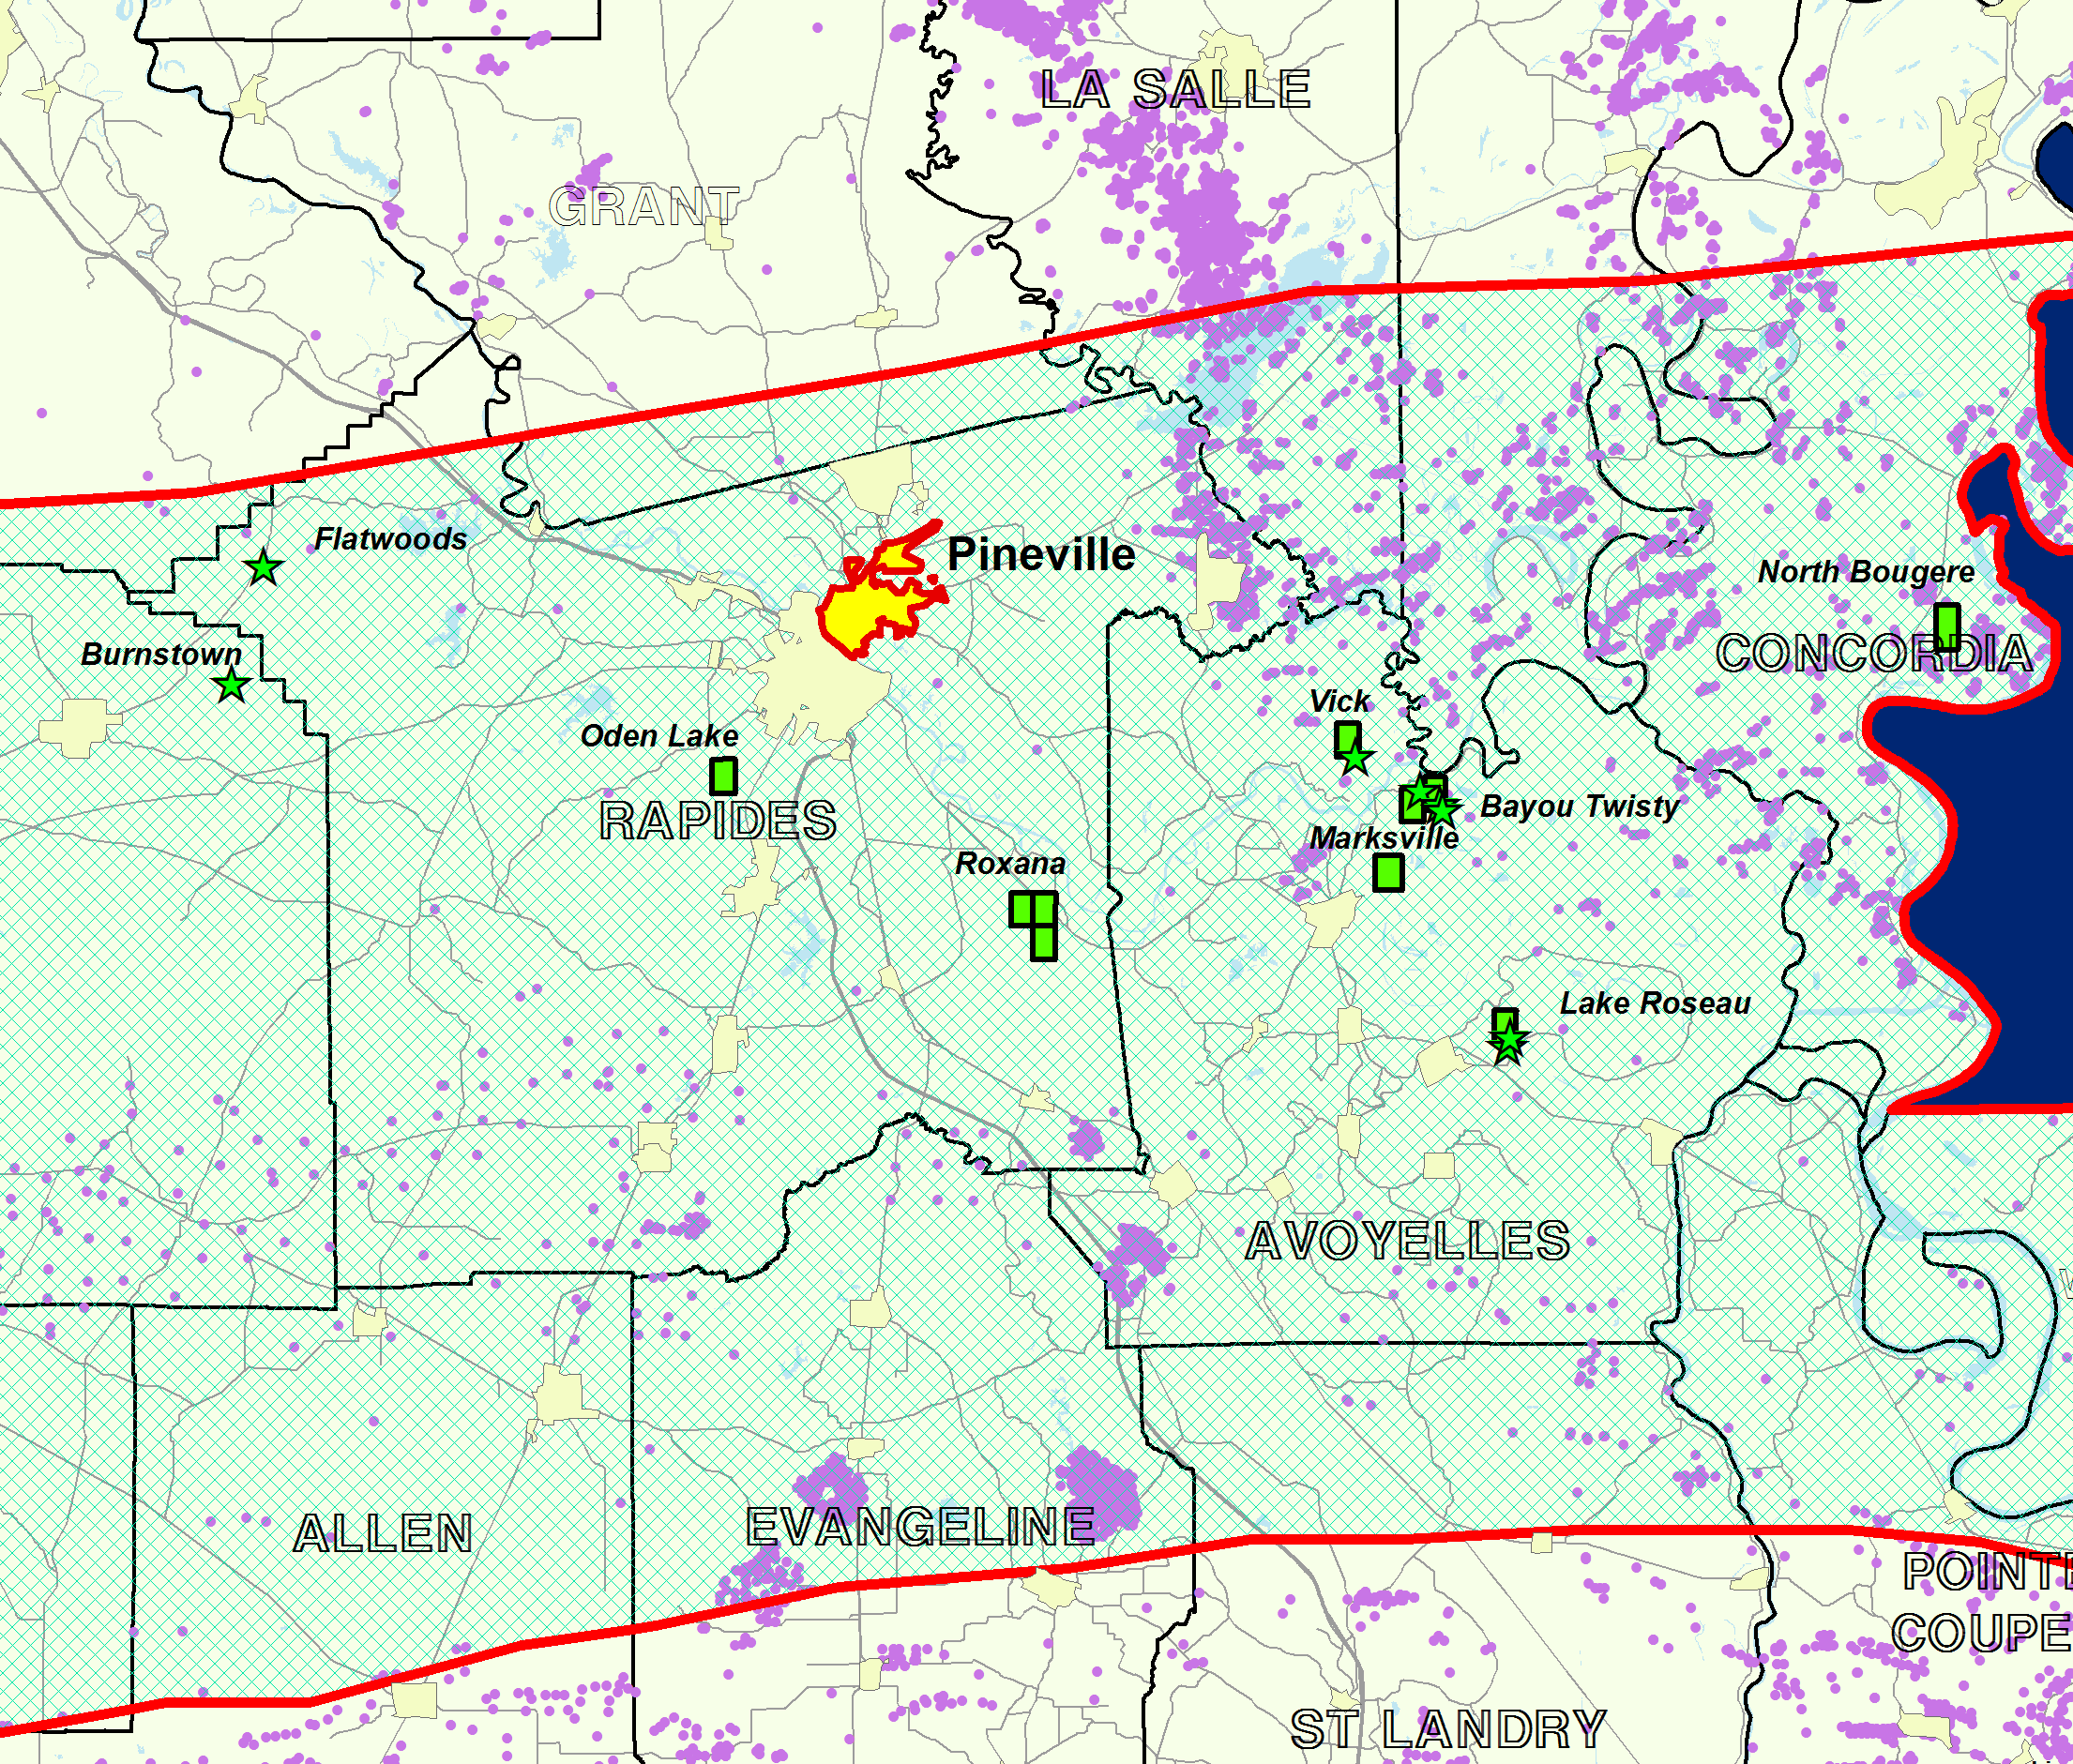 LA SALLE
GRANT
Flatwoods
Pineville
North Bougere
CONCORDIA
Burnstown
Vick
Oden Lake
RAPIDES
Bayou Twisty
Marksville
Roxana
Lake Roseau
AVOYELLES
ALLEN
EVANGELINE
POINTE
COUPE
ST LANDRY